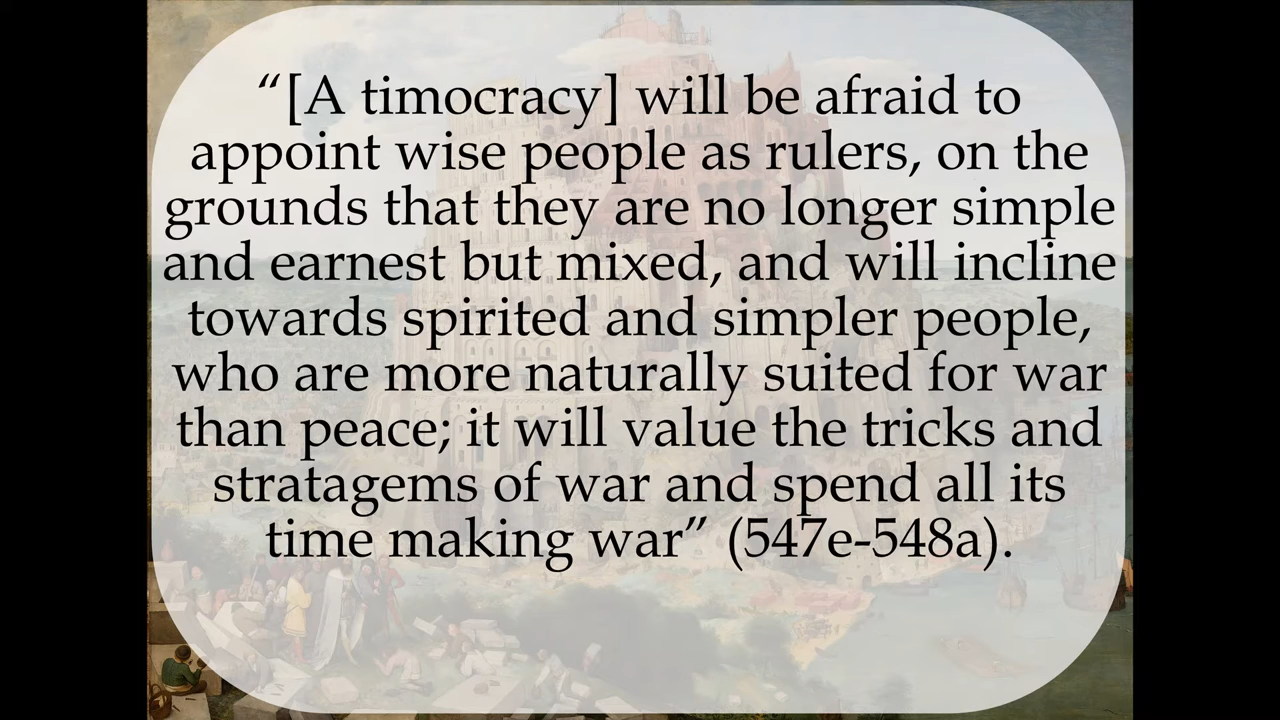 “[A timocracy] will be afraid to
appoint wise people as rulers, on the
grounds that they are no longer simple
and earnest but mixed, and will incline
towards spirited and simpler people,
who are more naturally suited for war
than peace; it will value the tricks and
stratagems of war and spend all its
time making war” (547e-548a).